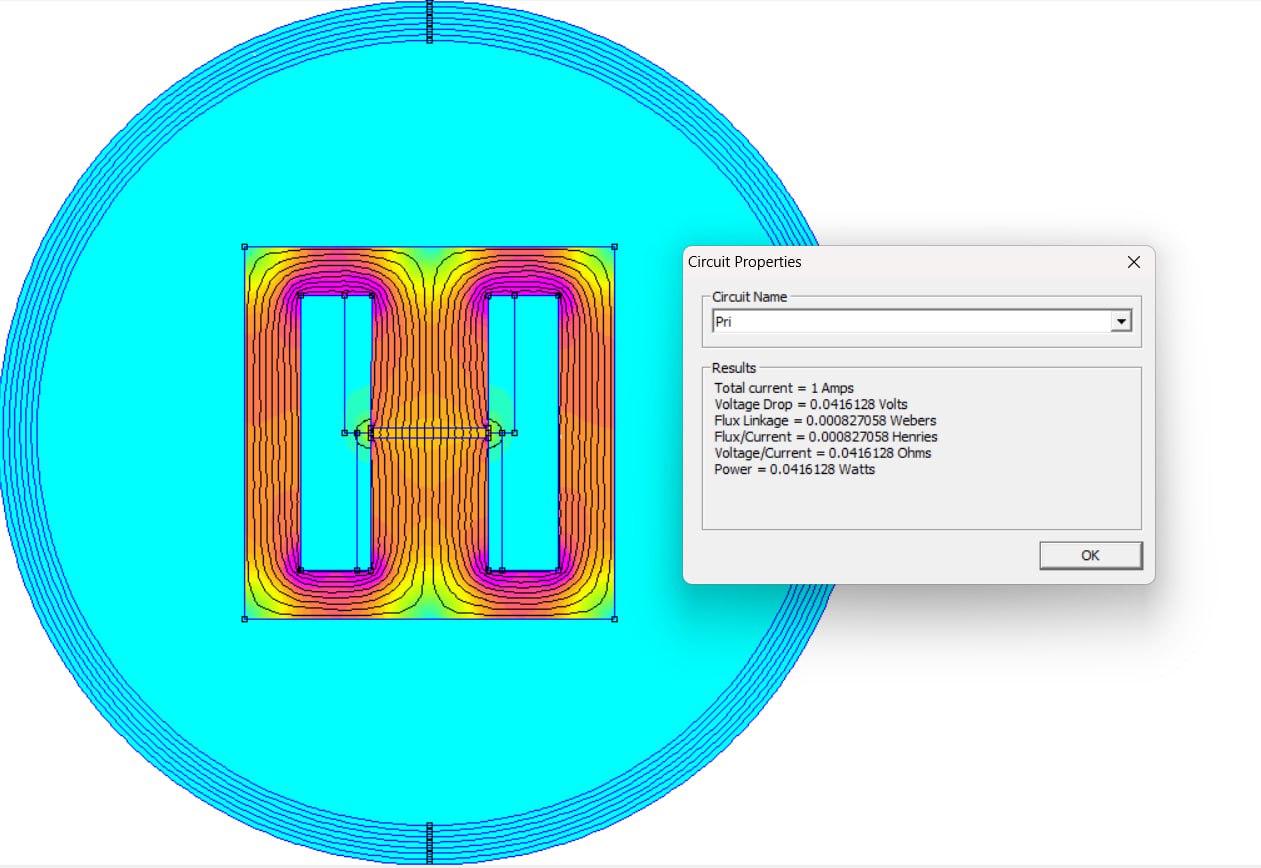 Circuit Properties
Circuit Name
Pri
Results
Total current = 1 Amps
Voltage Drop = 0.0416128 Volts
Flux Linkage = 0.000827058 Webers
Flux/Current = 0.000827058 Henries
Voltage/Current = 0.0416128 Ohms
Power = 0.0416128 Watts
OK